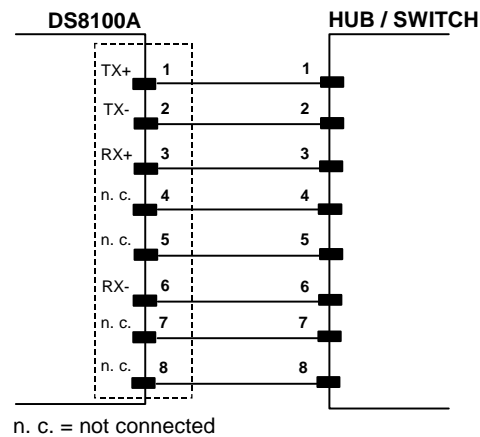 DS8100A HUB / SWITCH
TX+ 1 1
TX- 2 2
RX+ 3 3
n. c. 4 4
n. c. 5 5
RX- 6 6
n. c. 7 7
n. c. 8 8
n. c. = not connected